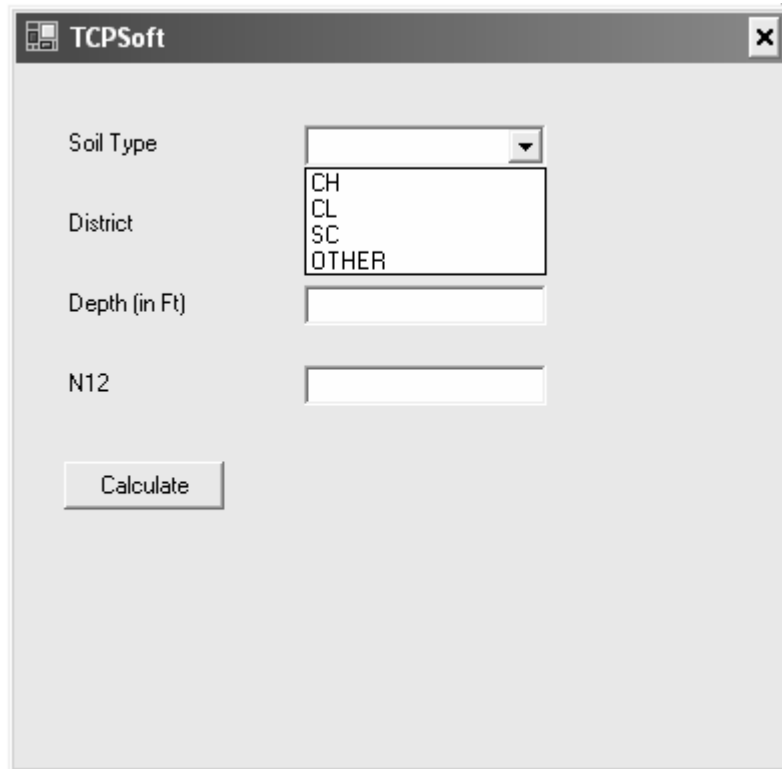 TCPSoft
Soil Type
CH
CL
SC
OTHER
District
Depth (in Ft)
N12
Calculate